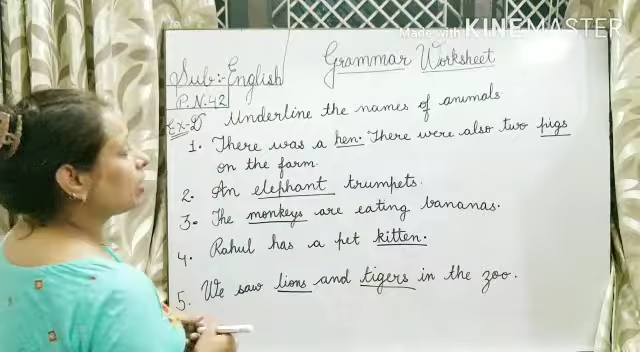 Made with KINEMASTER
Grammar Worksheet
Sub:- English
P.N.42
Ex-D Underline the names of animals.
1. There was a hen. There were also two pigs
on the farm.
2. An elephant trumpets.
3. The monkeys are eating bananas.
4. Rahul has a pet kitten.
5. We saw lions and tigers in the zoo.